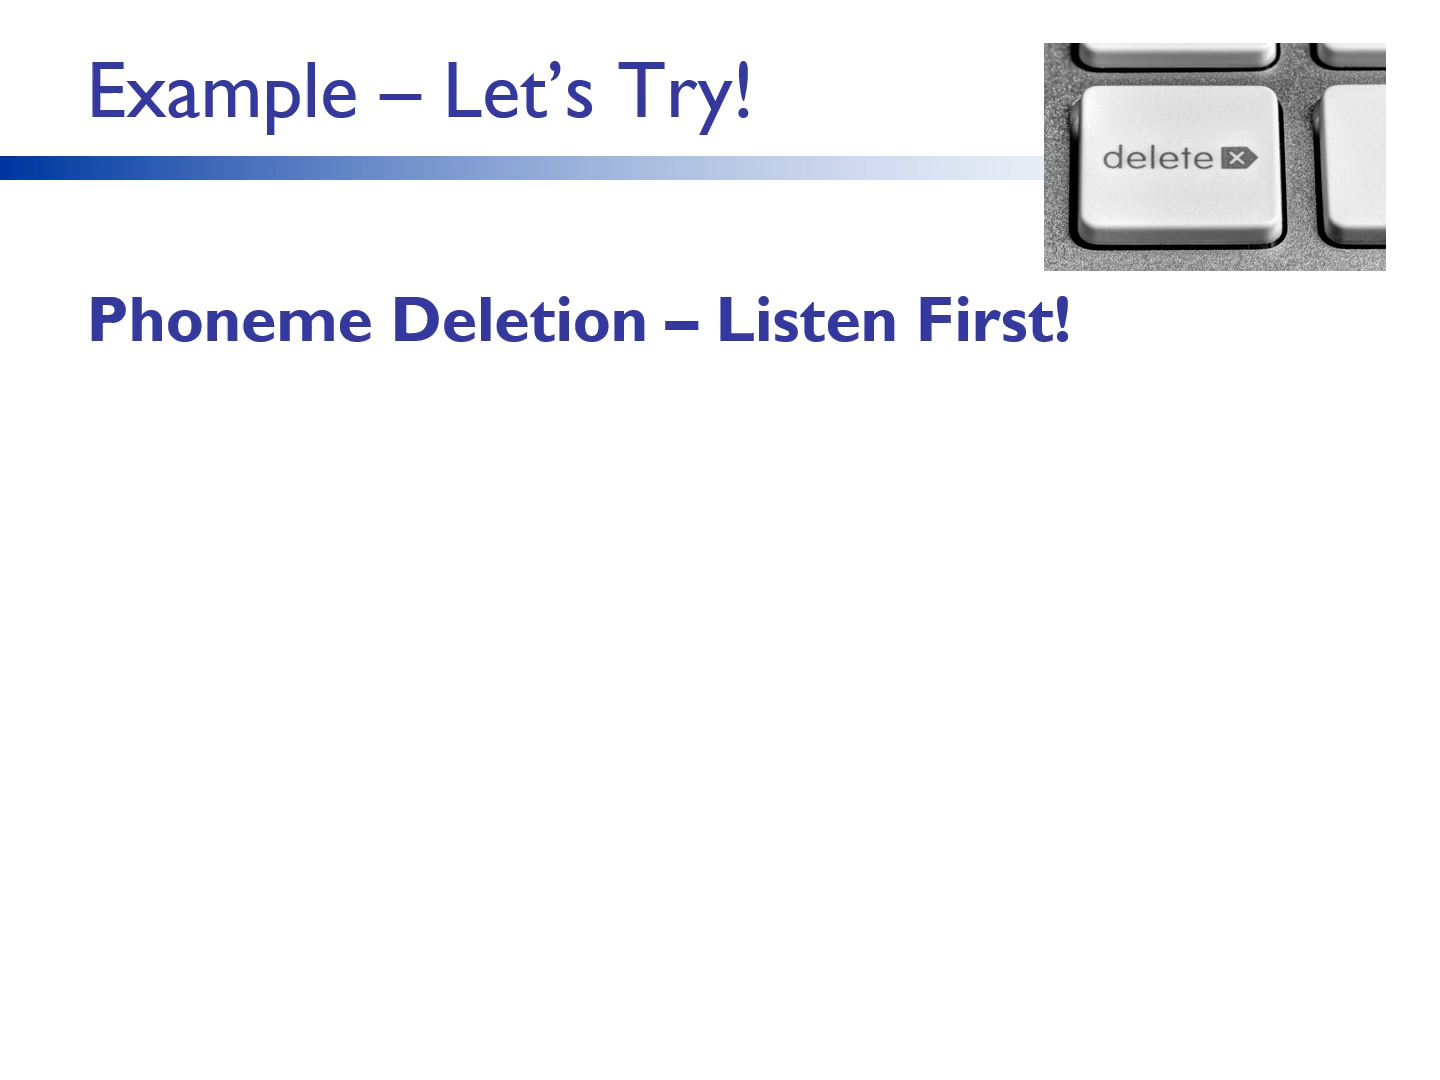 Example – Let’s Try!
delete
Phoneme Deletion – Listen First!